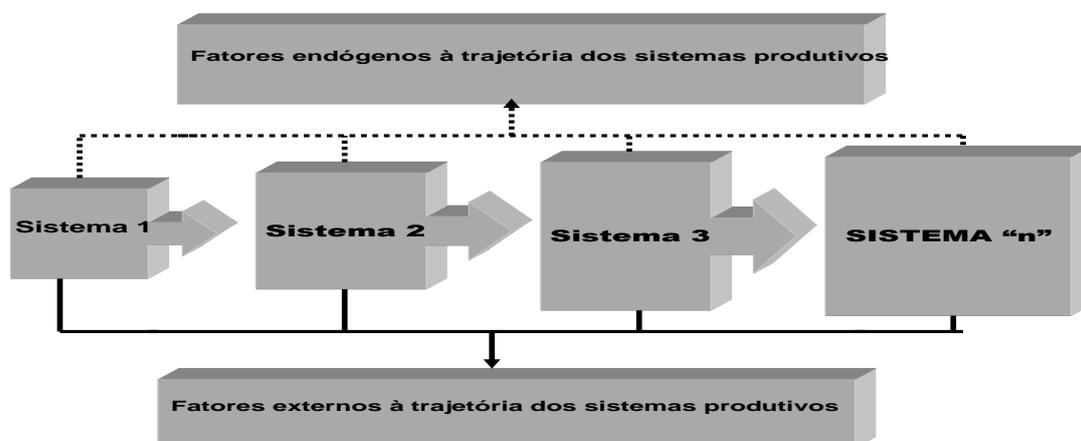 Fatores endógenos à trajetória dos sistemas produtivos
Sistema 1
Sistema 2
Sistema 3
SISTEMA “n”
Fatores externos à trajetória dos sistemas produtivos